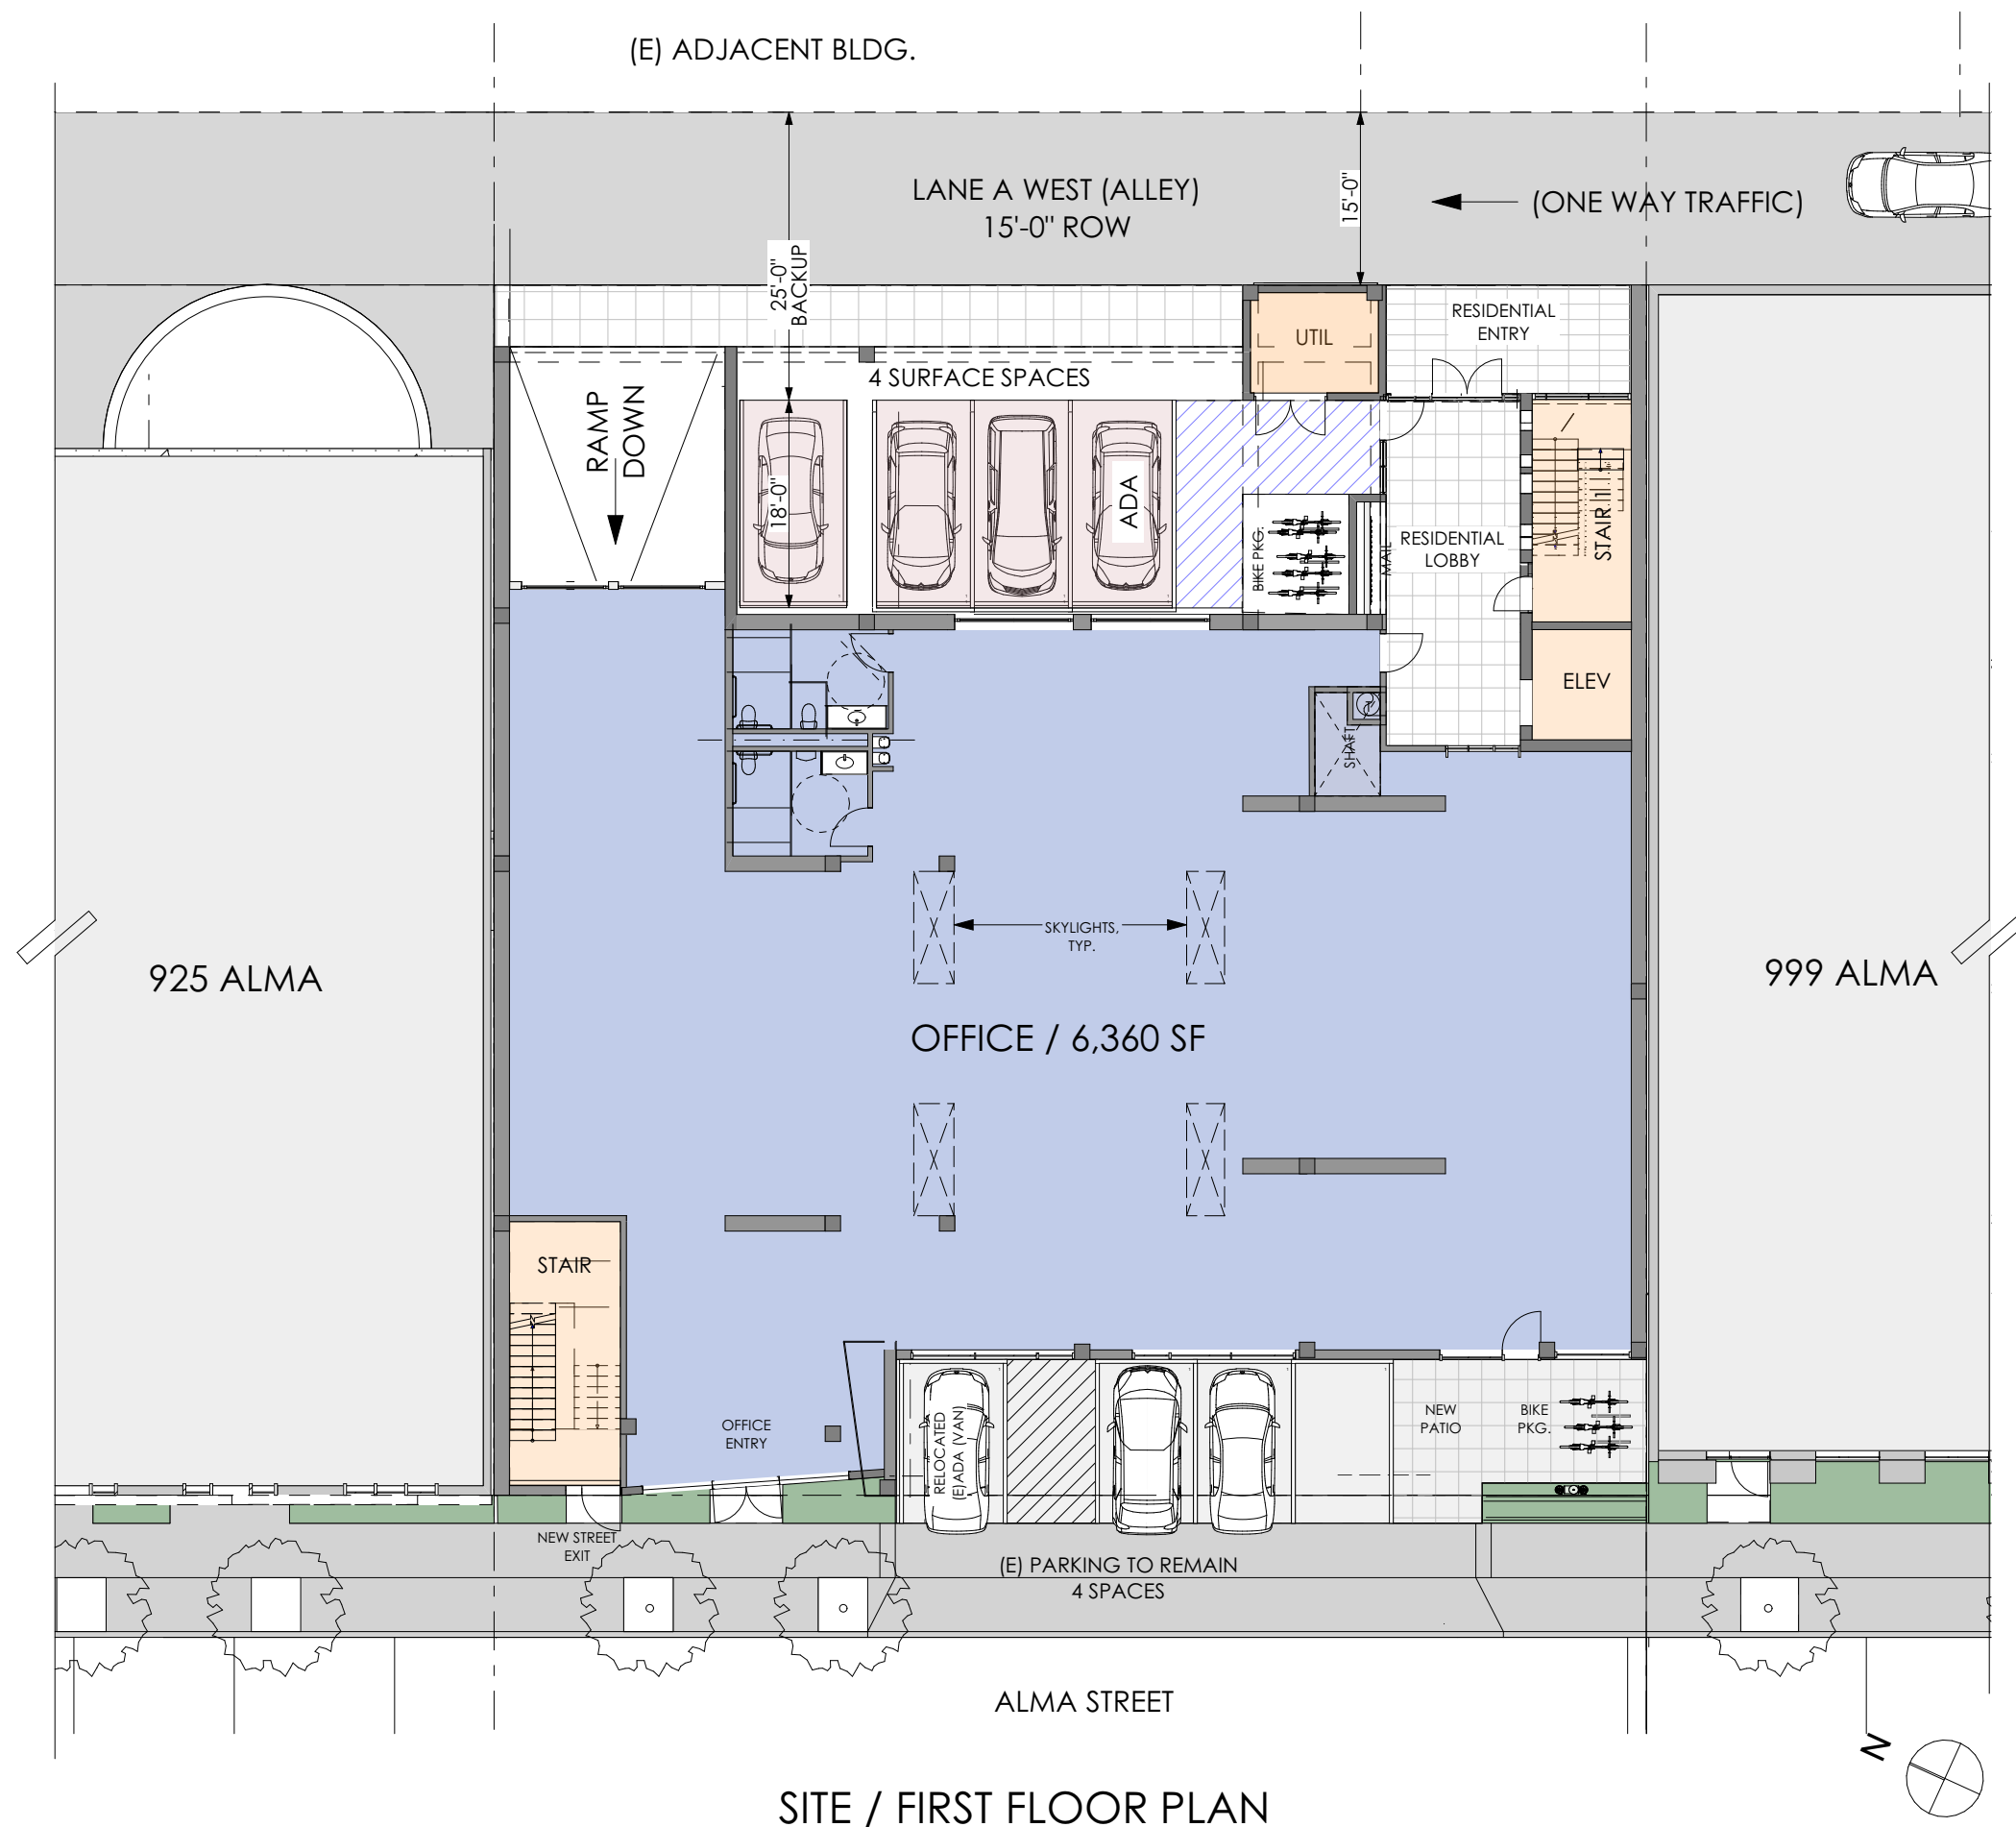 (E) ADJACENT BLDG.
LANE A WEST (ALLEY)
15'-0" ROW
15'-0"
(ONE WAY TRAFFIC)
25'-0"
BACKUP
RESIDENTIAL
ENTRY
UTIL
4 SURFACE SPACES
RAMP
DOWN
18'-0"
ADA
BIKE PKG.
MAIL
RESIDENTIAL
LOBBY
STAIR 1
ELEV
SHAFT
SKYLIGHTS,
TYP.
925 ALMA
999 ALMA
OFFICE / 6,360 SF
STAIR
OFFICE
ENTRY
RELOCATED
(E)ADA (VAN)
NEW
PATIO
BIKE
PKG.
NEW STREET
EXIT
(E) PARKING TO REMAIN
4 SPACES
ALMA STREET
N
SITE / FIRST FLOOR PLAN